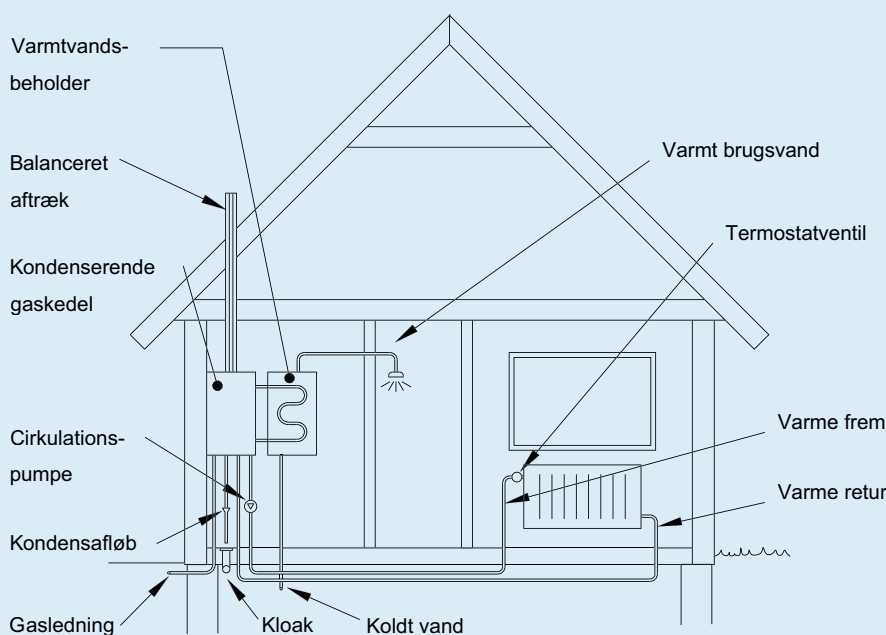 Varmtvands-
beholder
Balanceret
aftræk
Kondenserende
gaskedel
Cirkulations-
pumpe
Kondensafløb
Gasledning
Kloak
Koldt vand
Varmt brugsvand
Termostatventil
Varme frem
Varme retur